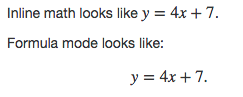 Inline math looks like y = 4x + 7.
Formula mode looks like:
y = 4x + 7.